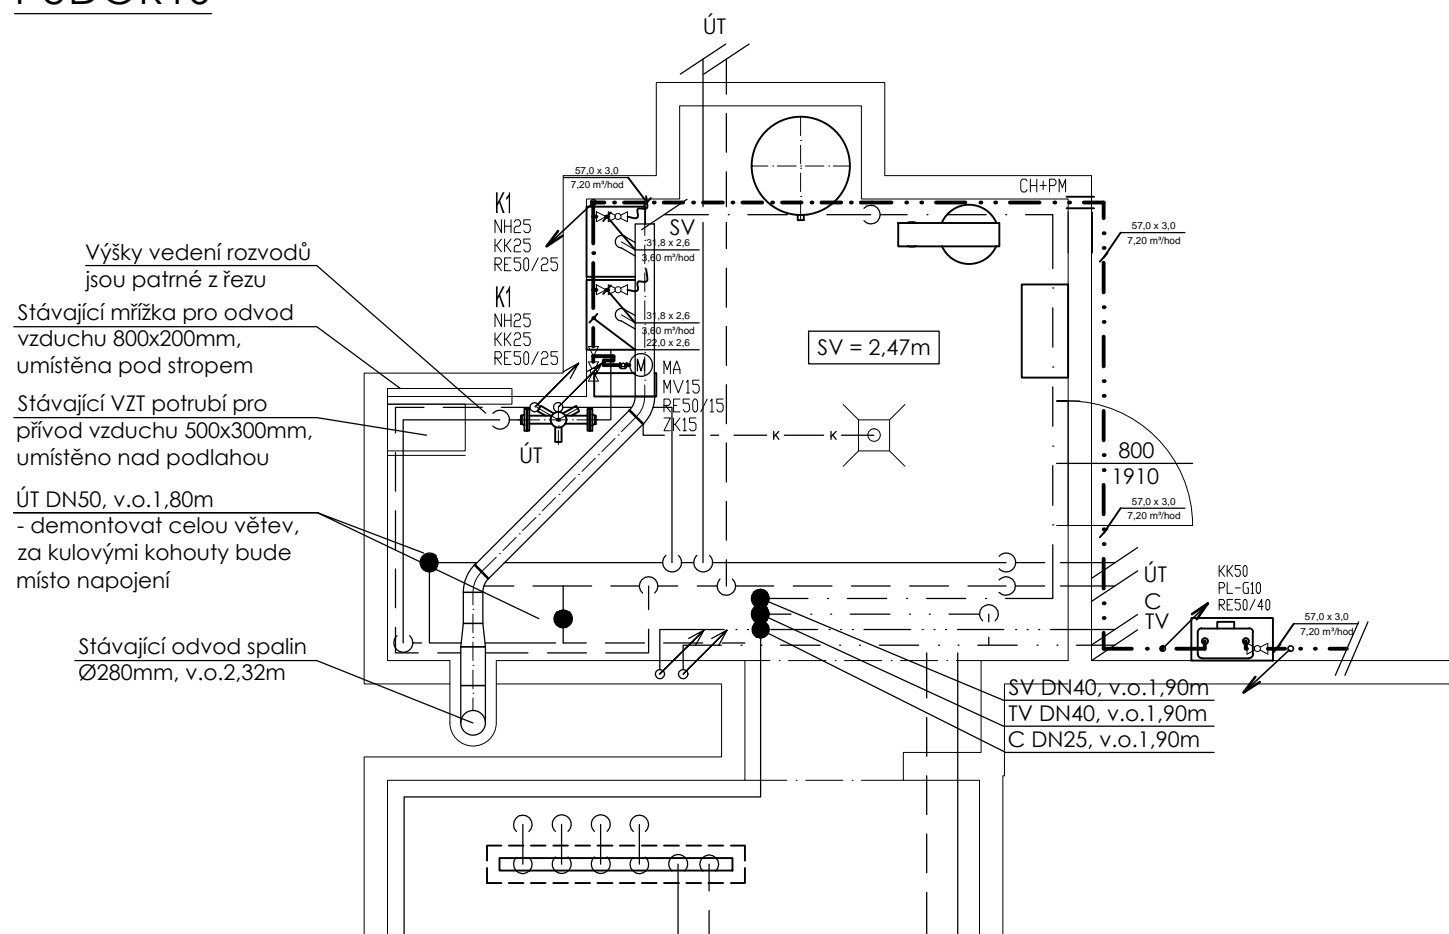 PŮDORYS
ÚT
57,0 x 3,0
7,20 m³/hod
CH+PM
K1
NH25
KK25
RE50/25
SV
31,8 x 2,6
3,60 m³/hod
57,0 x 3,0
7,20 m³/hod
Výšky vedení rozvodů
jsou patrné z řezu
K1
NH25
KK25
RE50/25
31,8 x 2,6
3,60 m³/hod
22,0 x 2,6
Stávající mřížka pro odvod
vzduchu 800x200mm,
umístěna pod stropem
SV = 2,47m
M
MA
MV15
RE50/15
ZK15
Stávající VZT potrubí pro
přívod vzduchu 500x300mm,
umístěno nad podlahou
ÚT
K K
800
1910
57,0 x 3,0
7,20 m³/hod
ÚT DN50, v.o.1,80m
- demontovat celou větev,
za kulovými kohouty bude
místo napojení
ÚT
C
TV
KK50
PL-G10
RE50/40
57,0 x 3,0
7,20 m³/hod
Stávající odvod spalin
Ø280mm, v.o.2,32m
SV DN40, v.o.1,90m
TV DN40, v.o.1,90m
C DN25, v.o.1,90m